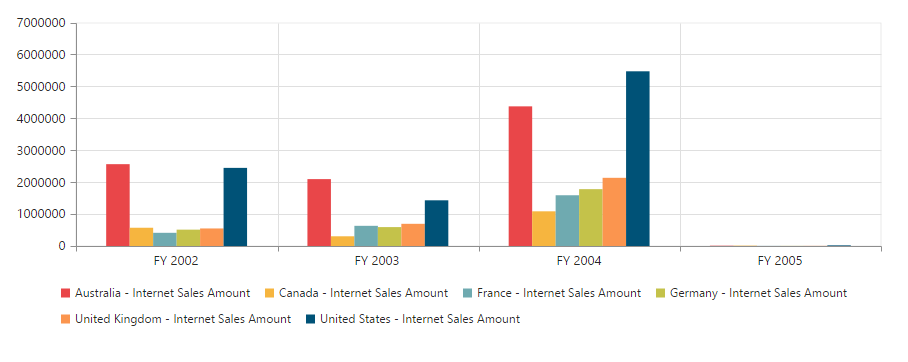 7000000
6000000
5000000
4000000
3000000
2000000
1000000
0
FY 2002 FY 2003 FY 2004 FY 2005
Australia - Internet Sales Amount Canada - Internet Sales Amount France - Internet Sales Amount Germany - Internet Sales Amount
United Kingdom - Internet Sales Amount United States - Internet Sales Amount